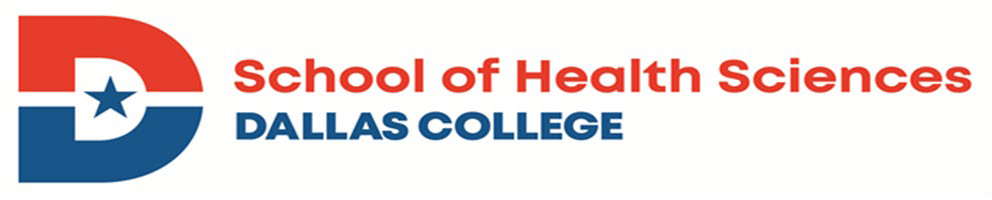 School of Health Sciences
DALLAS COLLEGE